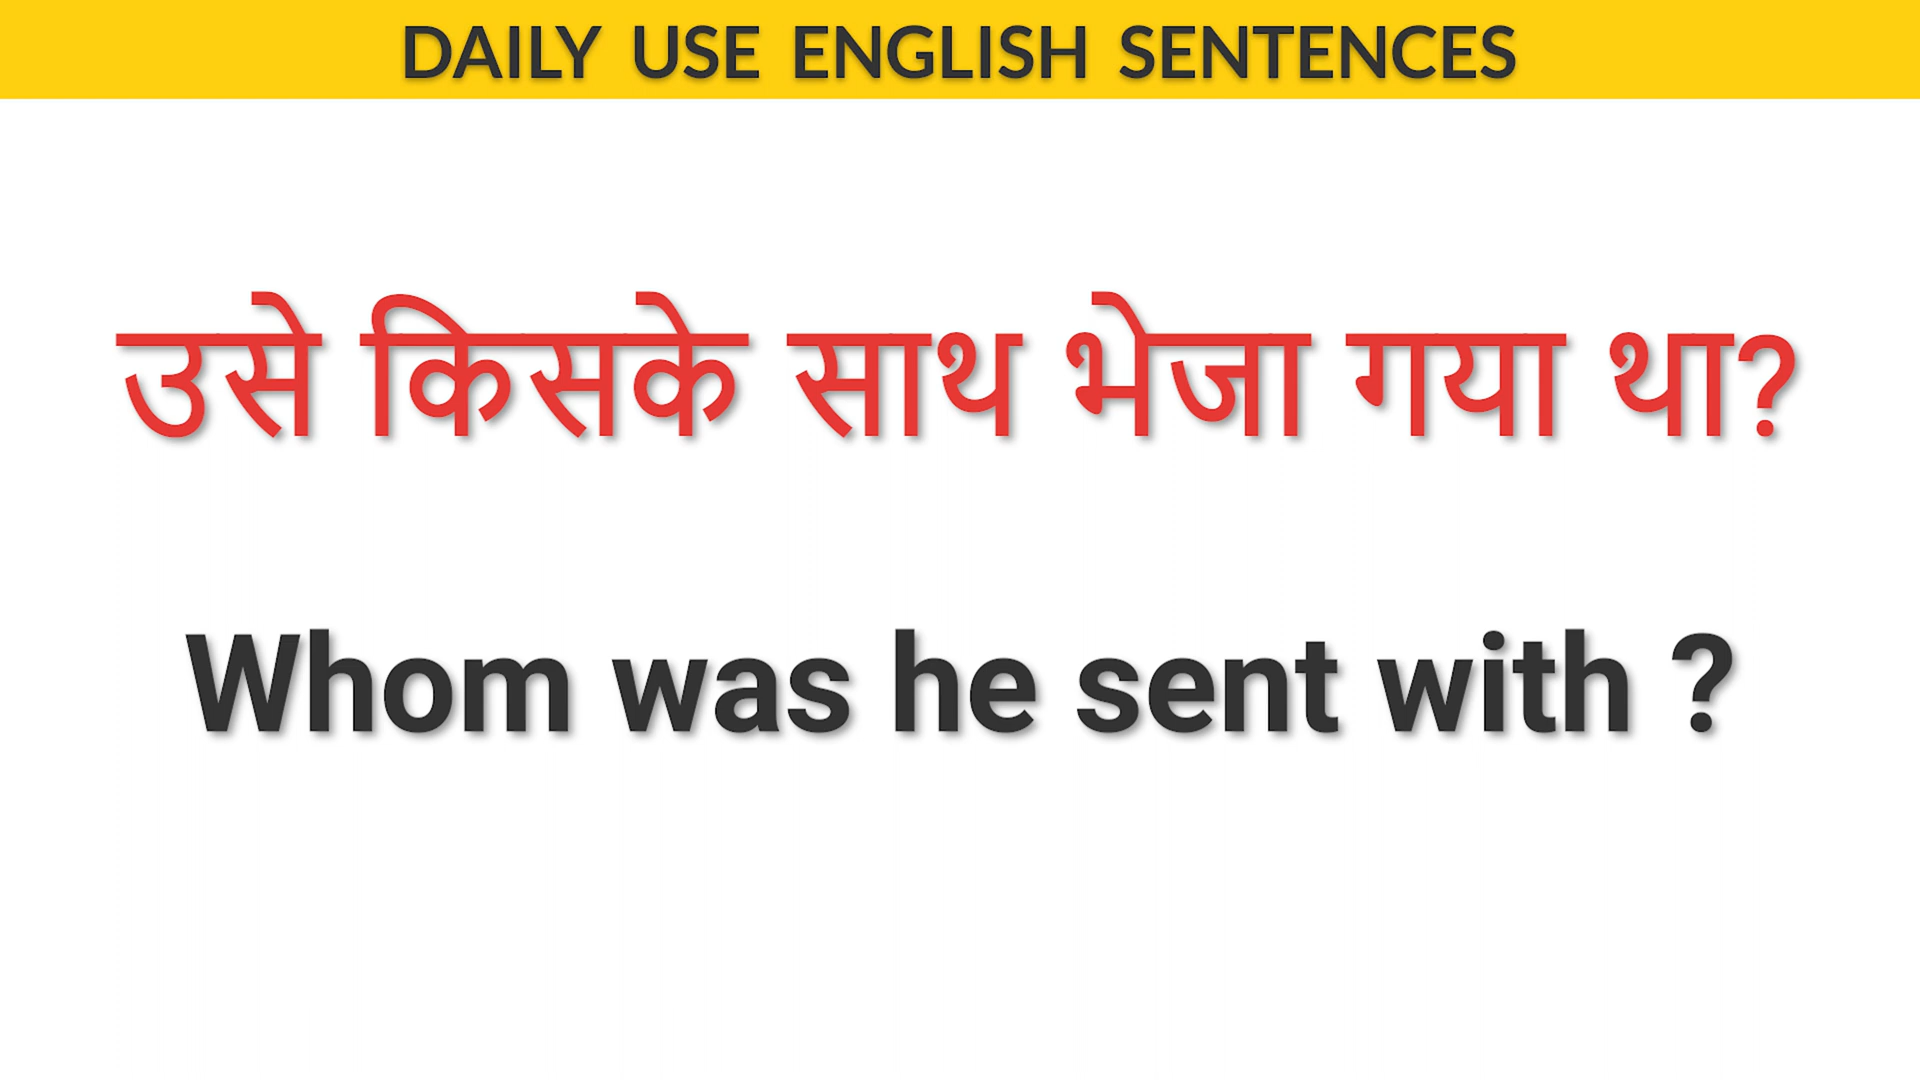 DAILY USE ENGLISH SENTENCES
उसे किसके साथ भेजा गया था?
Whom was he sent with ?